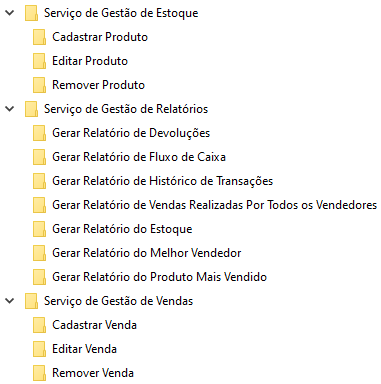 Serviço de Gestão de Estoque
Cadastrar Produto
Editar Produto
Remover Produto
Serviço de Gestão de Relatórios
Gerar Relatório de Devoluções
Gerar Relatório de Fluxo de Caixa
Gerar Relatório de Histórico de Transações
Gerar Relatório de Vendas Realizadas Por Todos os Vendedores
Gerar Relatório do Estoque
Gerar Relatório do Melhor Vendedor
Gerar Relatório do Produto Mais Vendido
Serviço de Gestão de Vendas
Cadastrar Venda
Editar Venda
Remover Venda